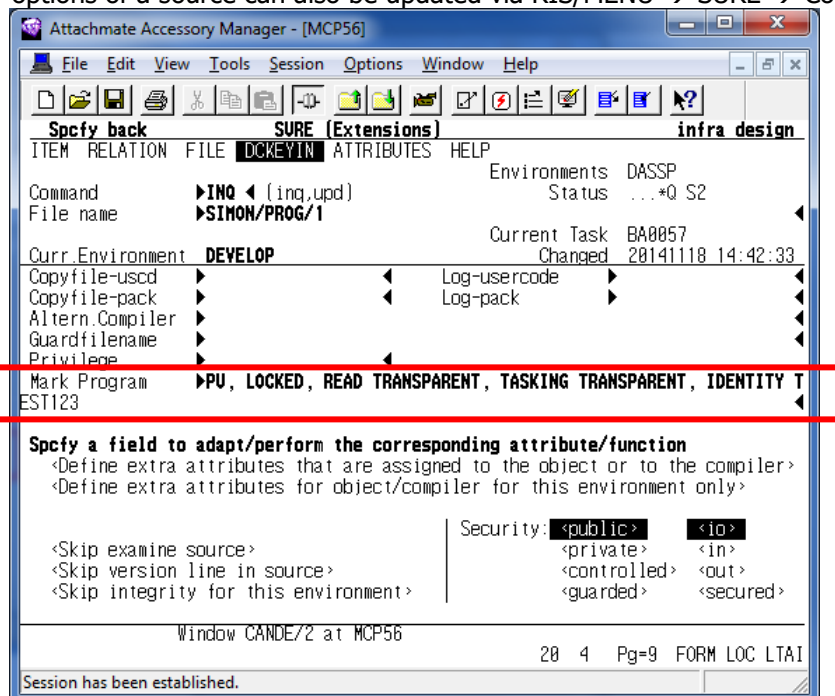 options of a source can also be updated via RIS/MENU → SURE → Co
Attachmate Accessory Manager - [MCP56]
File Edit View Tools Session Options Window Help
Spcfy back SURE (Extensions) infra design
ITEM RELATION FILE DCKEYIN ATTRIBUTES HELP
Environments DASSP
Command ▶INQ ◀ (inq,upd) Status ...*Q S2
File name ▶SIMON/PROG/1 ◀
Current Task BA0057
Curr.Environment DEVELOP Changed 20141118 14:42:33
Copyfile-uscd ▶ ◀ Log-usercode ▶ ◀
Copyfile-pack ▶ ◀ Log-pack ▶ ◀
Altern.Compiler ▶ ◀
Guardfilename ▶ ◀
Privilege ▶ ◀
Mark Program ▶PU, LOCKED, READ TRANSPARENT, TASKING TRANSPARENT, IDENTITY T
EST123 ◀
Spcfy a field to adapt/perform the corresponding attribute/function
<Define extra attributes that are assigned to the object or to the compiler>
<Define extra attributes for object/compiler for this environment only>
Security: <public> <io>
<Skip examine source> <private> <in>
<Skip version line in source> <controlled> <out>
<Skip integrity for this environment> <guarded> <secured>
Window CANDE/2 at MCP56
20 4 Pg=9 FORM LOC LTAI
Session has been established.